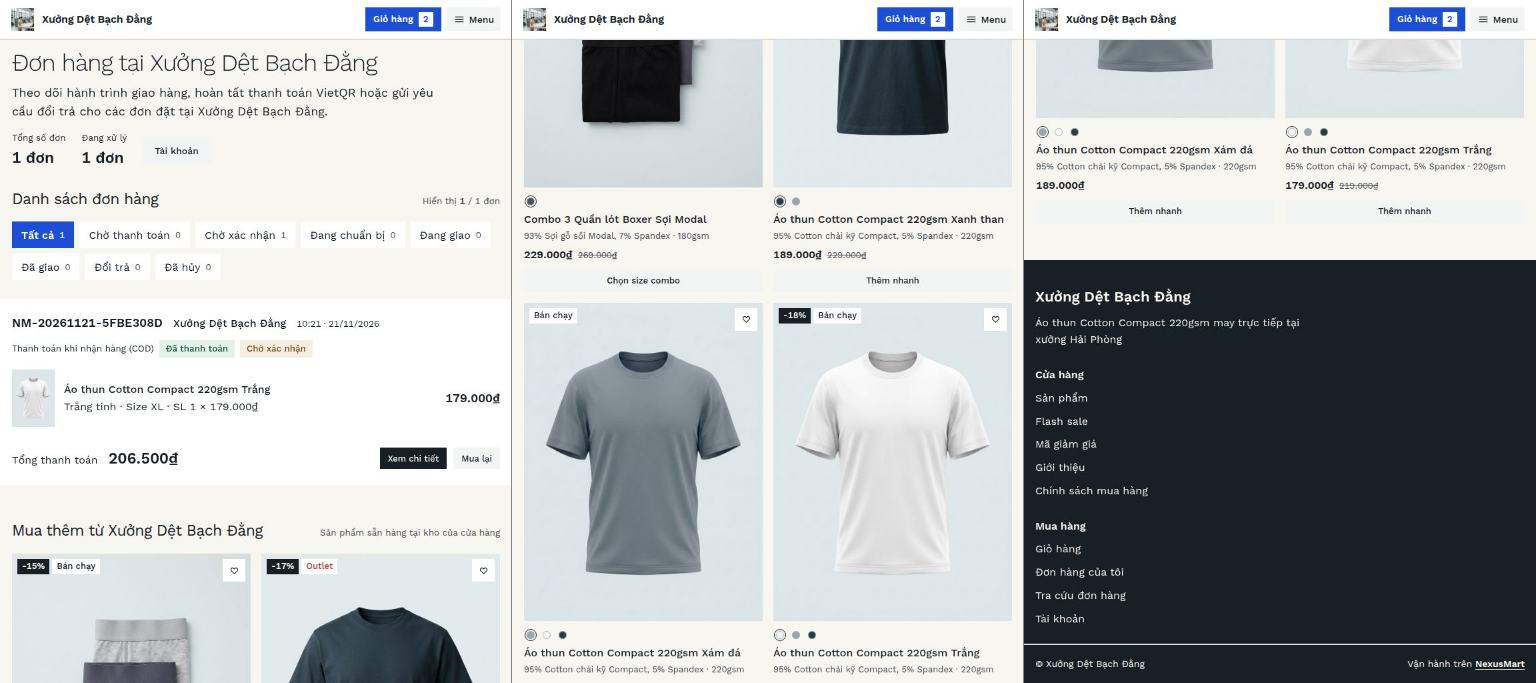 Xưởng Dệt Bạch Đằng
Giỏ hàng 2
Menu
Đơn hàng tại Xưởng Dệt Bạch Đằng
Theo dõi hành trình giao hàng, hoàn tất thanh toán VietQR hoặc gửi yêu
cầu đổi trả cho các đơn đặt tại Xưởng Dệt Bạch Đằng.
Tổng số đơn
1 đơn
Đang xử lý
1 đơn
Tài khoản
Danh sách đơn hàng
Hiển thị 1 / 1 đơn
Tất cả 1
Chờ thanh toán 0
Chờ xác nhận 1
Đang chuẩn bị 0
Đang giao 0
Đã giao 0
Đổi trả 0
Đã hủy 0
NM-20261121-5FBE308D Xưởng Dệt Bạch Đằng 10:21 · 21/11/2026
Thanh toán khi nhận hàng (COD) Đã thanh toán Chờ xác nhận
Áo thun Cotton Compact 220gsm Trắng
Trắng tinh · Size XL · SL 1 × 179.000₫
179.000₫
Tổng thanh toán 206.500₫
Xem chi tiết
Mua lại
Mua thêm từ Xưởng Dệt Bạch Đằng
Sản phẩm sẵn hàng tại kho của cửa hàng
-15% Bán chạy
-17% Outlet
Xưởng Dệt Bạch Đằng
Giỏ hàng 2
Menu
Combo 3 Quần lót Boxer Sợi Modal
93% Sợi gỗ sồi Modal, 7% Spandex · 180gsm
229.000₫ 269.000₫
Chọn size combo
Áo thun Cotton Compact 220gsm Xanh than
95% Cotton chải kỹ Compact, 5% Spandex · 220gsm
189.000₫ 229.000₫
Thêm nhanh
Bán chạy
-18% Bán chạy
Áo thun Cotton Compact 220gsm Xám đá
95% Cotton chải kỹ Compact, 5% Spandex · 220gsm
Áo thun Cotton Compact 220gsm Trắng
95% Cotton chải kỹ Compact, 5% Spandex · 220gsm
Xưởng Dệt Bạch Đằng
Giỏ hàng 2
Menu
Áo thun Cotton Compact 220gsm Xám đá
95% Cotton chải kỹ Compact, 5% Spandex · 220gsm
189.000₫
Thêm nhanh
Áo thun Cotton Compact 220gsm Trắng
95% Cotton chải kỹ Compact, 5% Spandex · 220gsm
179.000₫ 219.000₫
Thêm nhanh
Xưởng Dệt Bạch Đằng
Áo thun Cotton Compact 220gsm may trực tiếp tại
xưởng Hải Phòng
Cửa hàng
Sản phẩm
Flash sale
Mã giảm giá
Giới thiệu
Chính sách mua hàng
Mua hàng
Giỏ hàng
Đơn hàng của tôi
Tra cứu đơn hàng
Tài khoản
© Xưởng Dệt Bạch Đằng
Vận hành trên NexusMart